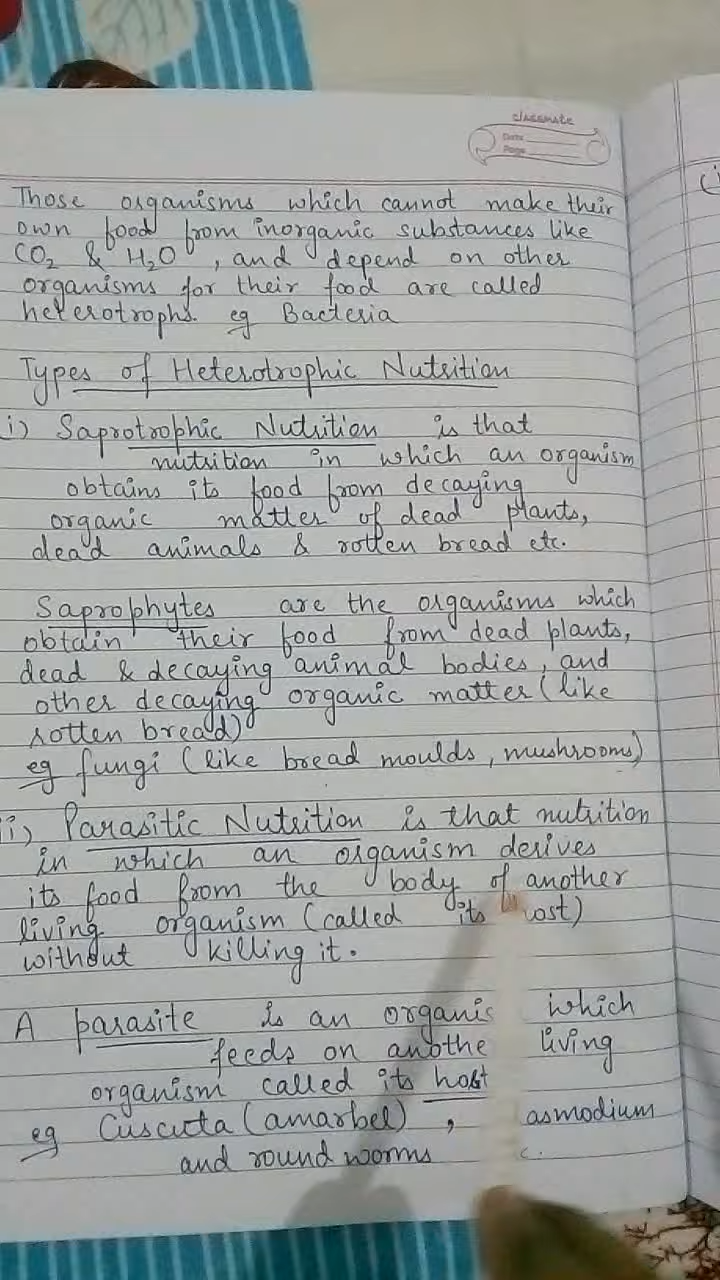 classmate
Date
Page
Those organisms which cannot make their
own food from inorganic substances like
CO2 & H2O , and depend on other
organisms for their food are called
heterotrophs. eg Bacteria
Types of Heterotrophic Nutrition
i) Saprotrophic Nutrition is that
nutrition in which an organism
obtains its food from decaying
organic matter of dead plants,
dead animals & rotten bread etc.
Saprophytes are the organisms which
obtain their food from dead plants,
dead & decaying animal bodies, and
other decaying organic matter (like
rotten bread)
eg fungi (like bread moulds, mushrooms)
ii) Parasitic Nutrition is that nutrition
in which an organism derives
its food from the body of another
living organism (called its host)
without killing it.
A parasite is an which
feeds on living
organism called its host
eg Cuscuta (amarbel) ,
and round worms